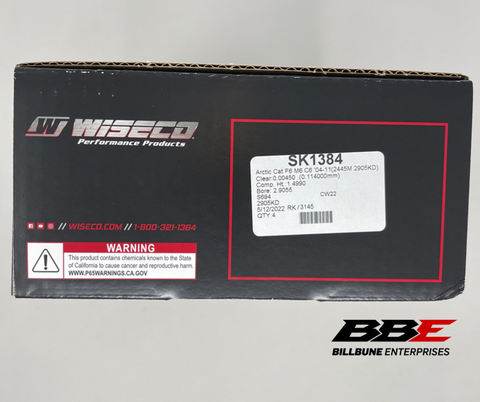 WISECO
Performance Products
// WISECO.COM // 1-800-321-1364
WARNING
This product contains chemicals known to the State
of California to cause cancer and reproductive harm.
WWW.P65WARNINGS.CA.GOV
SK1384
Arctic Cat F6 M6 C6 '04-11(2445M 2905KD)
Clear:0.00450 (0.114000mm)
Comp. Ht: 1.4990
Bore: 2.9055
S694 CW22
2905KD
5/12/2022 RK / 3145
QTY 4
BBE
BILLBUNE ENTERPRISES